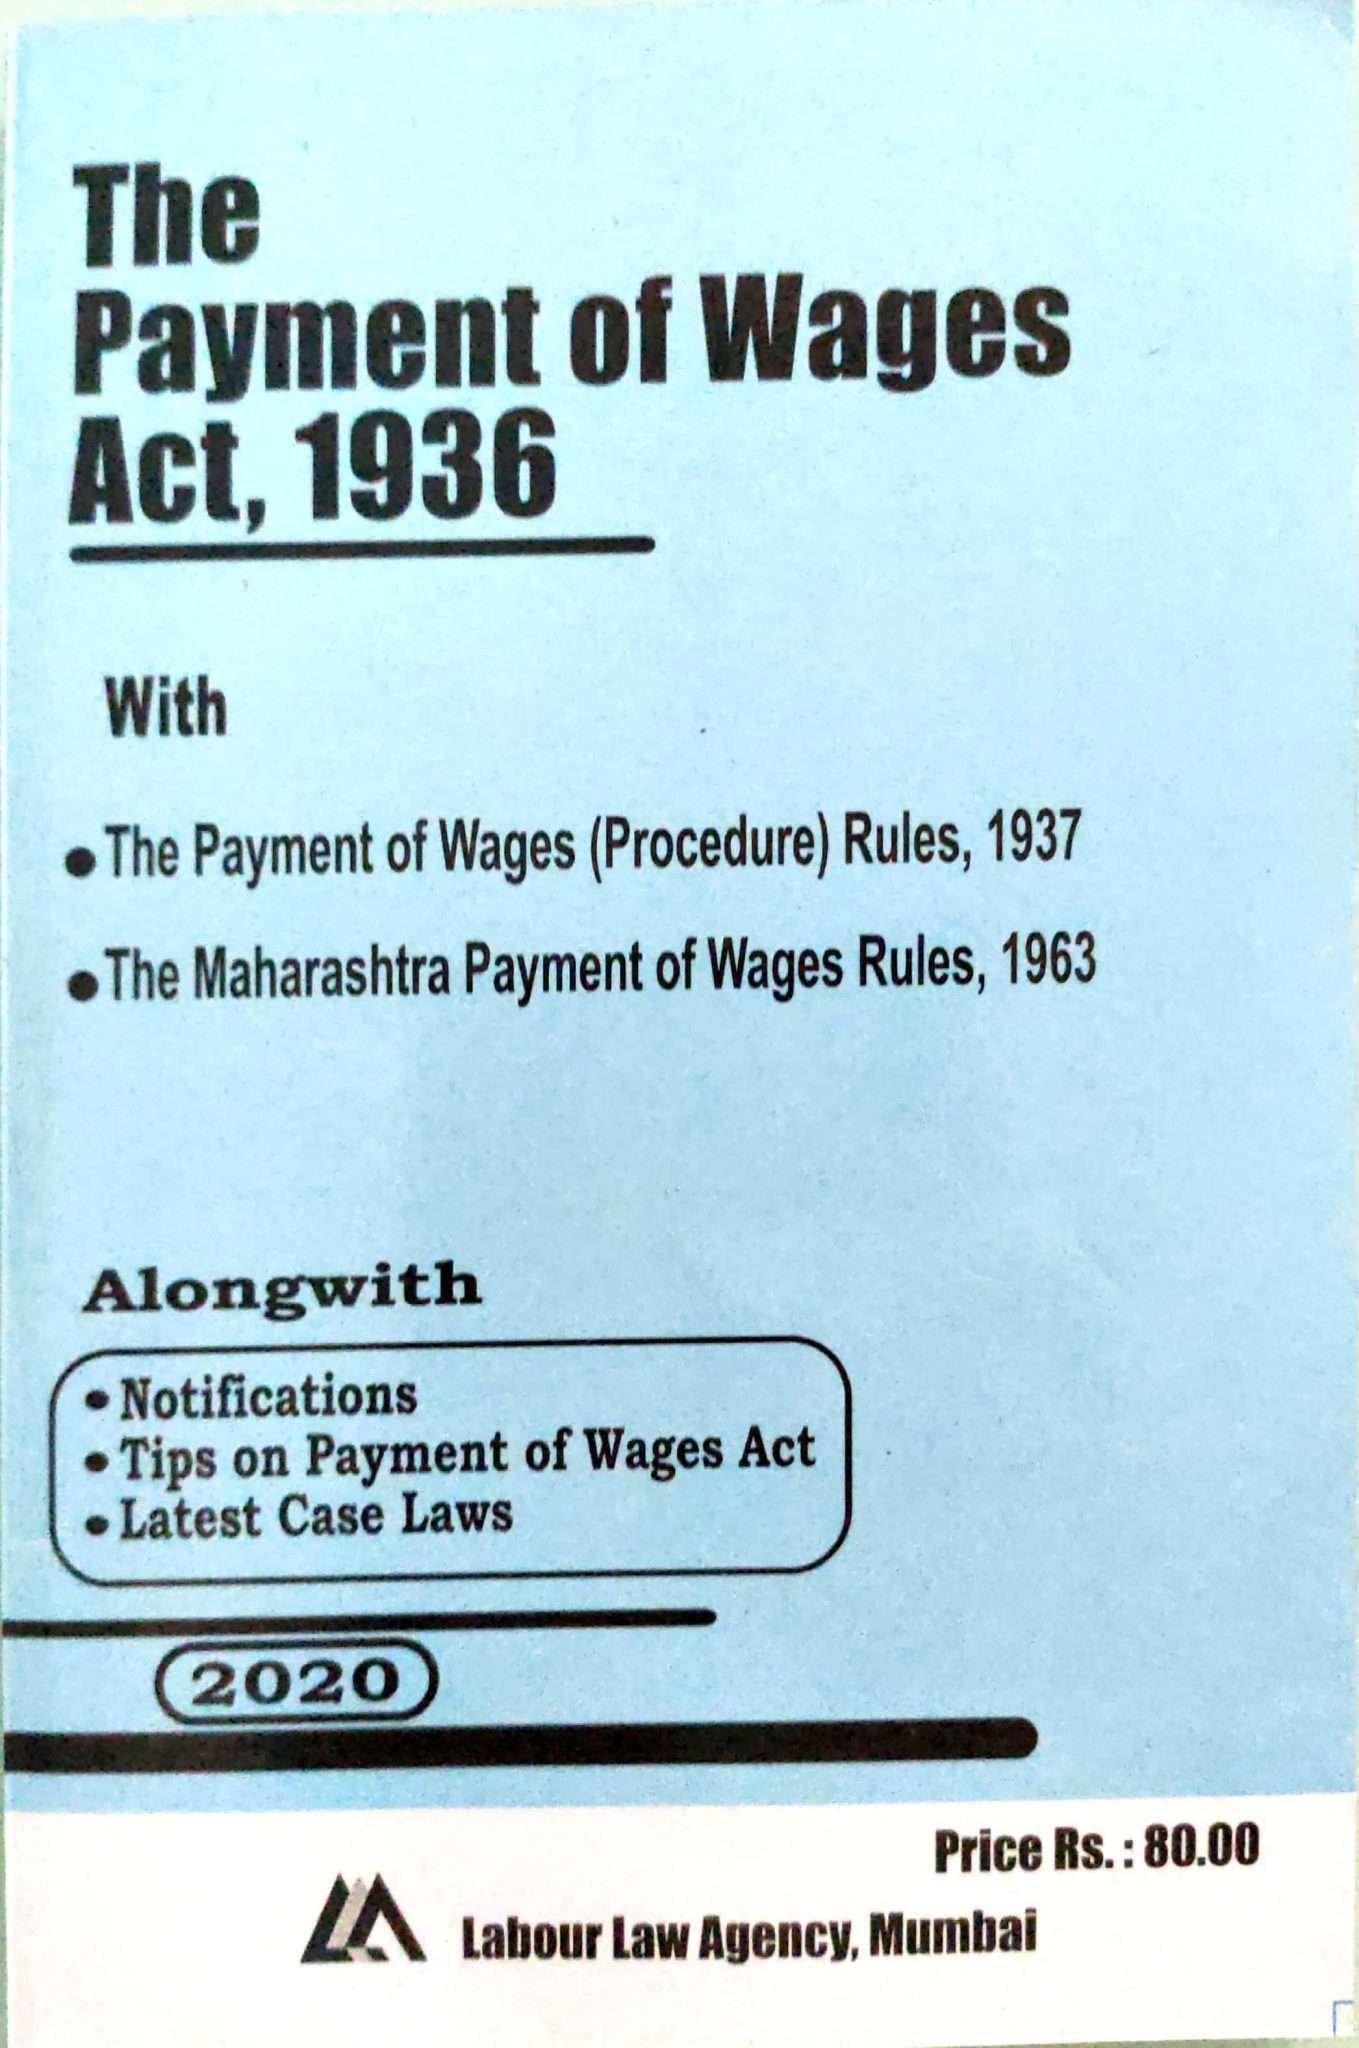 The
Payment of Wages
Act, 1936
With
• The Payment of Wages (Procedure) Rules, 1937
• The Maharashtra Payment of Wages Rules, 1963
Alongwith
• Notifications
• Tips on Payment of Wages Act
• Latest Case Laws
2020
Price Rs. : 80.00
Labour Law Agency, Mumbai